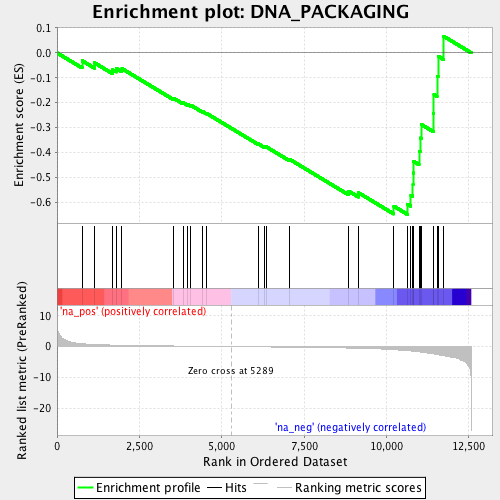 Enrichment plot: DNA_PACKAGING
Enrichment score (ES)
0.1
0.0
-0.1
-0.2
-0.3
-0.4
-0.5
-0.6
Ranked list metric (PreRanked)
10
0
-10
-20
'na_pos' (positively correlated)
Zero cross at 5289
'na_neg' (negatively correlated)
0
2,500
5,000
7,500
10,000
12,500
Rank in Ordered Dataset
Enrichment profile
Hits
Ranking metric scores